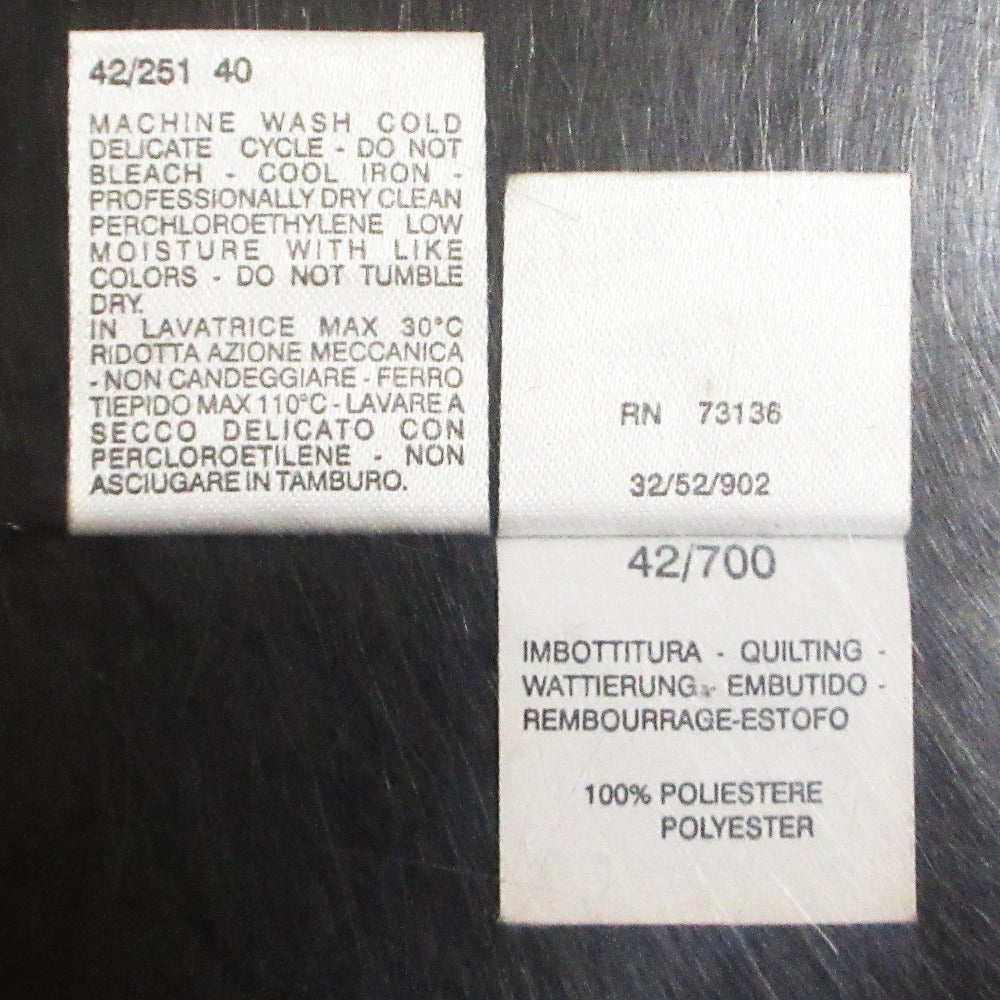 42/251 40
MACHINE WASH COLD
DELICATE CYCLE - DO NOT
BLEACH - COOL IRON -
PROFESSIONALLY DRY CLEAN
PERCHLOROETHYLENE LOW
MOISTURE WITH LIKE
COLORS - DO NOT TUMBLE
DRY.
IN LAVATRICE MAX 30°C
RIDOTTA AZIONE MECCANICA
- NON CANDEGGIARE - FERRO
TIEPIDO MAX 110°C - LAVARE A
SECCO DELICATO CON
PERCLOROETILENE - NON
ASCIUGARE IN TAMBURO.
RN 73136
32/52/902
42/700
IMBOTTITURA - QUILTING -
WATTIERUNG - EMBUTIDO -
REMBOURRAGE-ESTOFO
100% POLIESTERE
POLYESTER